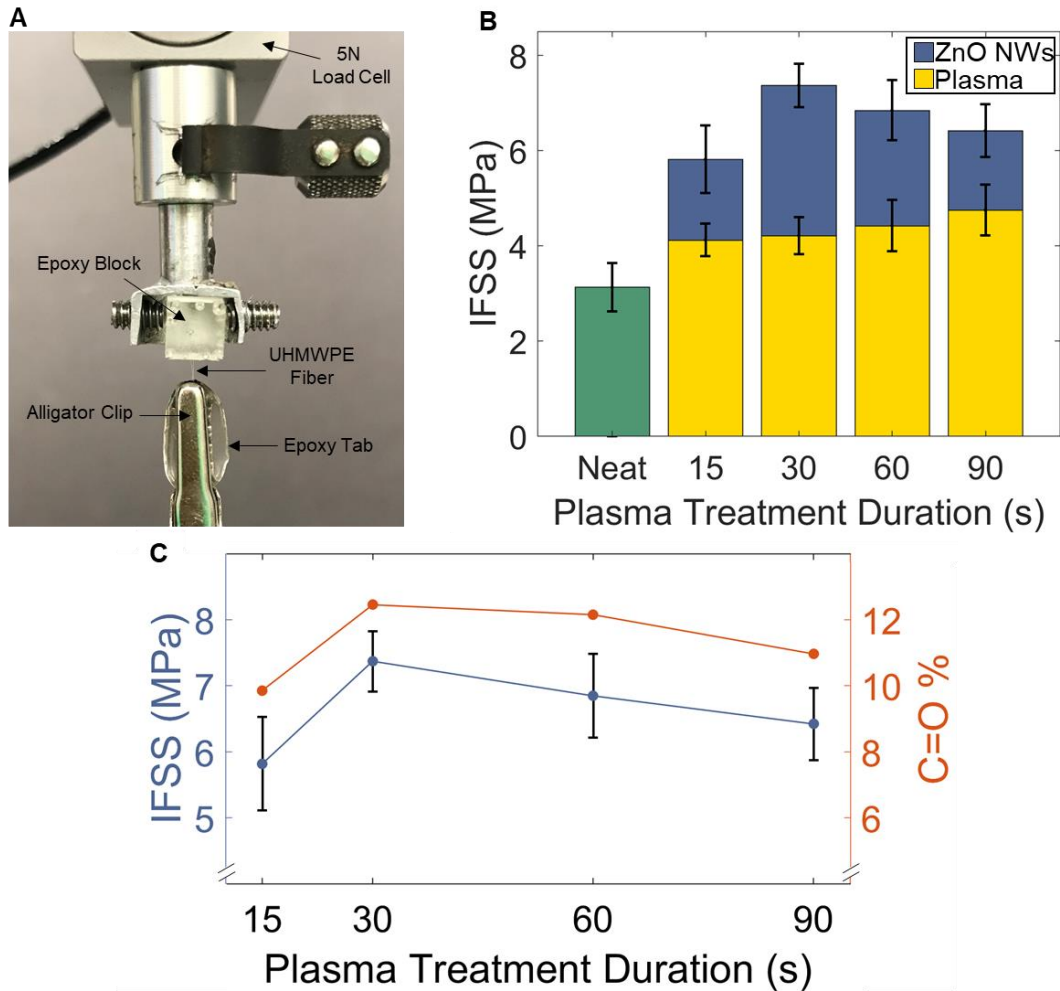 A
5N
Load Cell
Epoxy Block
UHMWPE
Fiber
Alligator Clip
Epoxy Tab
B
IFSS (MPa)
8
6
4
2
0
ZnO NWs
Plasma
Neat 15 30 60 90
Plasma Treatment Duration (s)
C
IFSS (MPa)
8
7
6
5
12
10
8
6
C=O %
15 30 60 90
Plasma Treatment Duration (s)